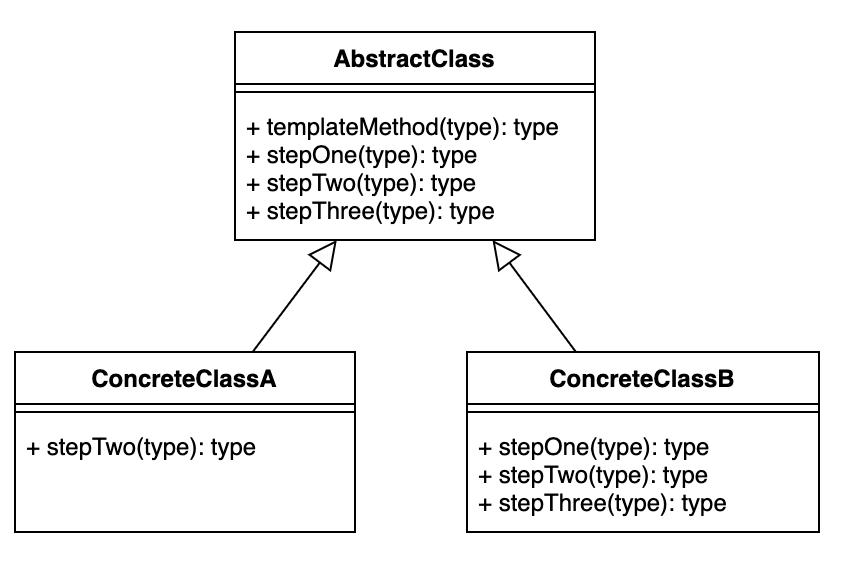 AbstractClass
+ templateMethod(type): type
+ stepOne(type): type
+ stepTwo(type): type
+ stepThree(type): type
ConcreteClassA
+ stepTwo(type): type
ConcreteClassB
+ stepOne(type): type
+ stepTwo(type): type
+ stepThree(type): type